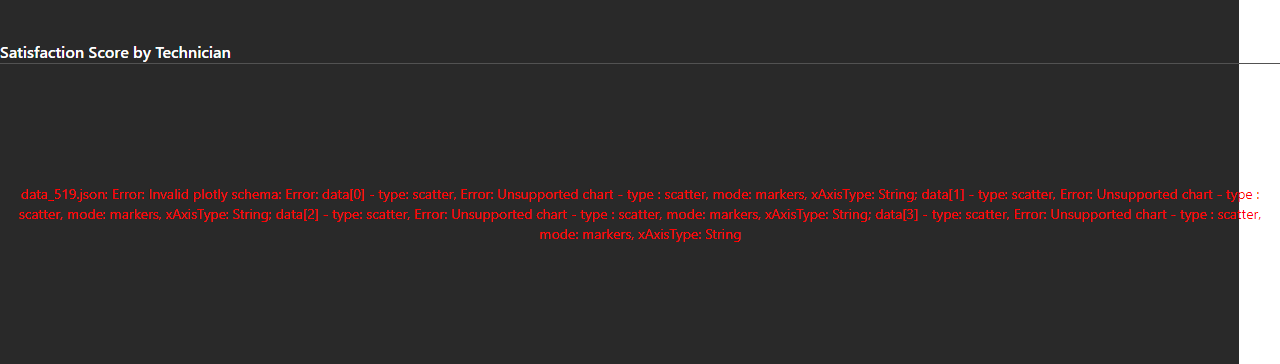 Satisfaction Score by Technician
data_519.json: Error: Invalid plotly schema: Error: data[0] - type: scatter, Error: Unsupported chart - type : scatter, mode: markers, xAxisType: String; data[1] - type: scatter, Error: Unsupported chart - type :
scatter, mode: markers, xAxisType: String; data[2] - type: scatter, Error: Unsupported chart - type : scatter, mode: markers, xAxisType: String; data[3] - type: scatter, Error: Unsupported chart - type : scatter,
mode: markers, xAxisType: String